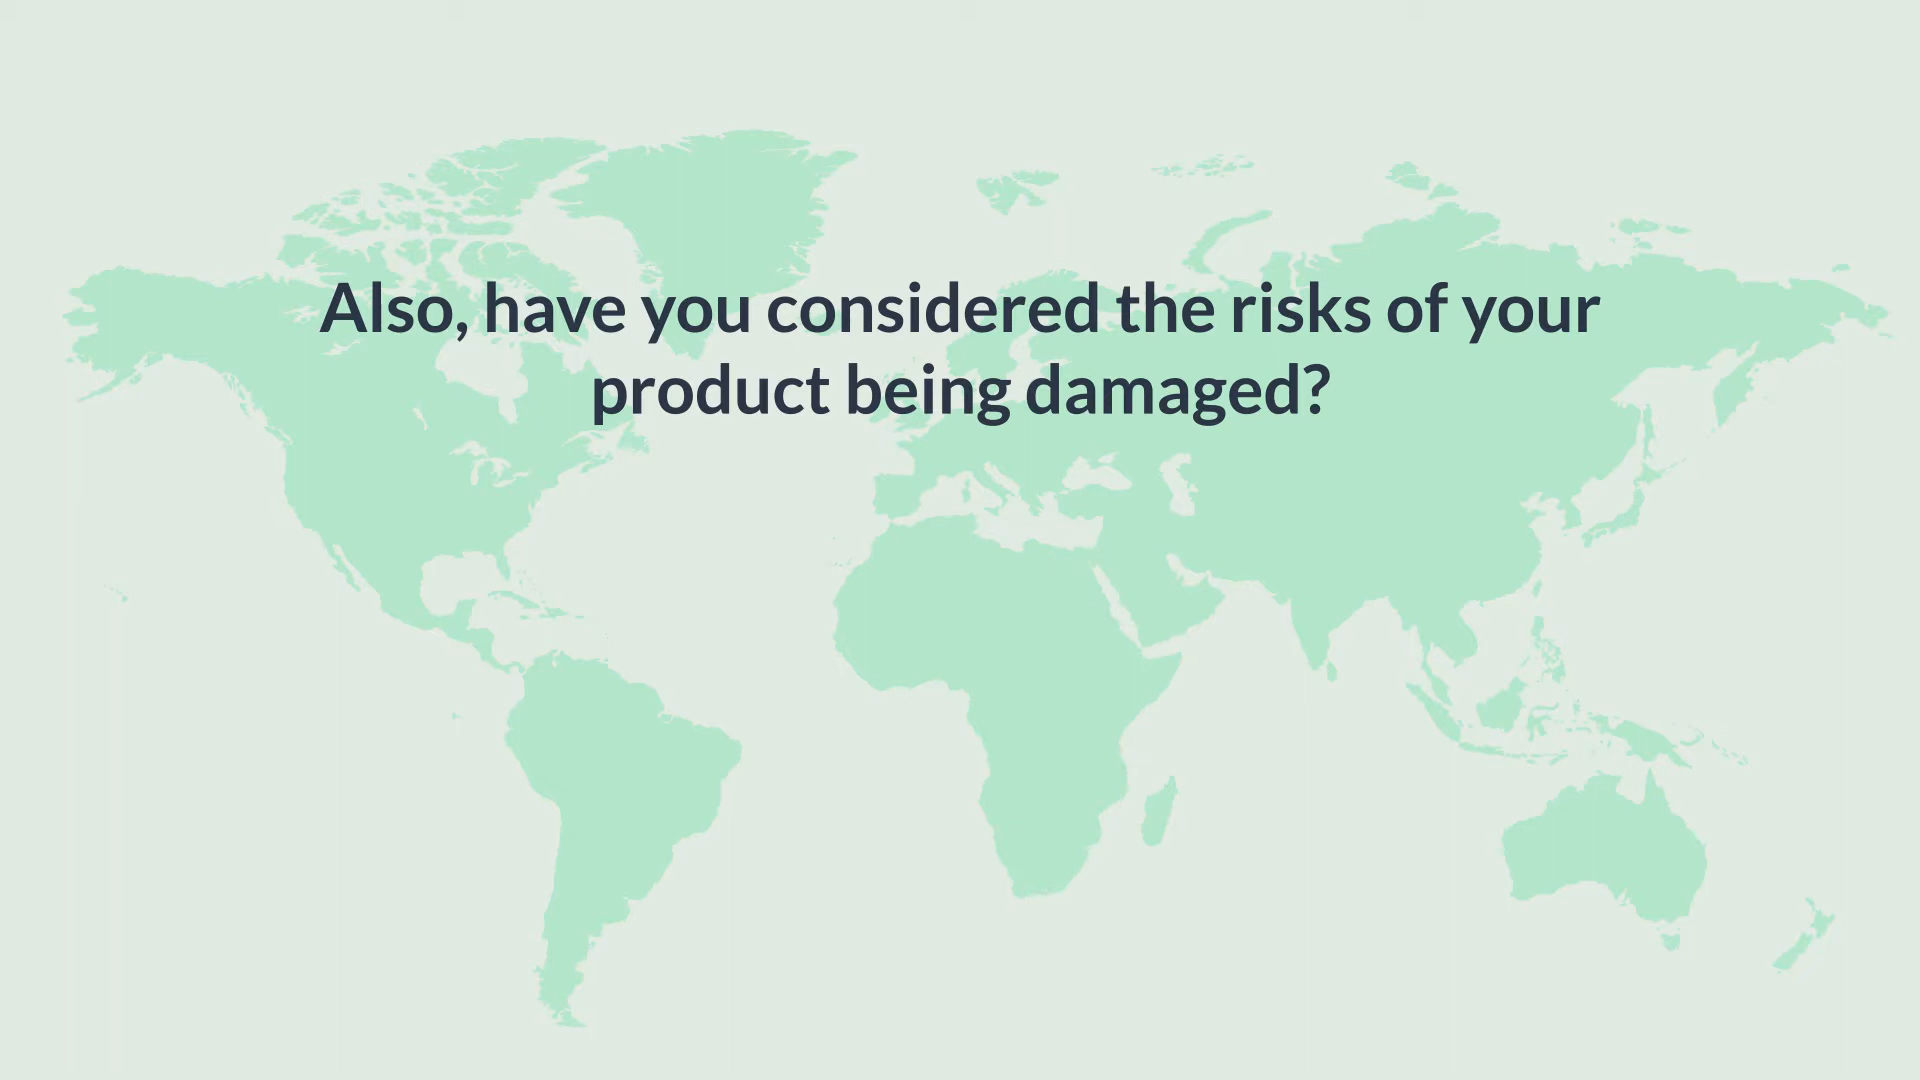 Also, have you considered the risks of your
product being damaged?